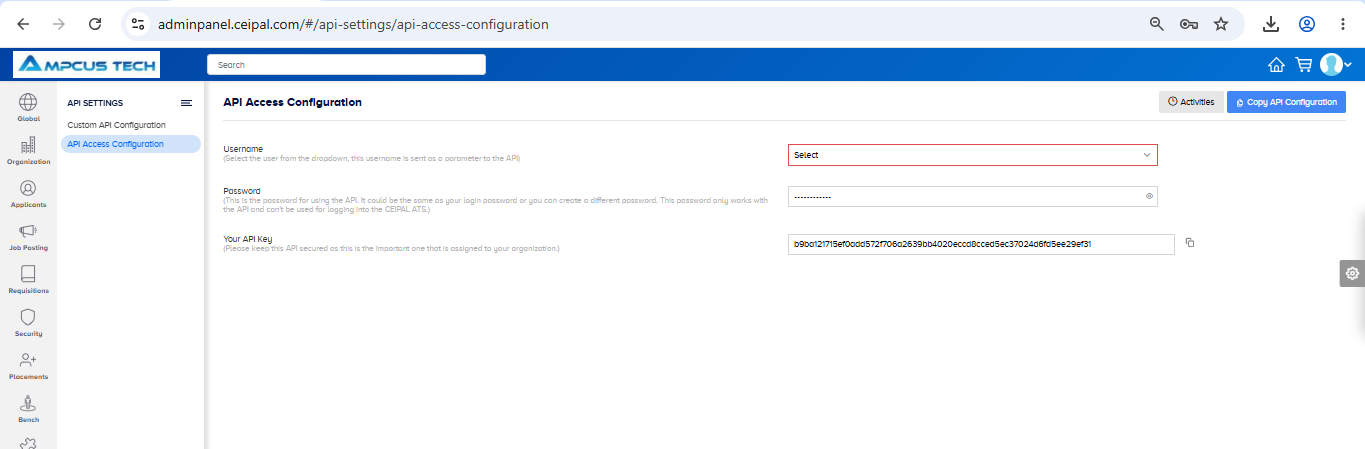 adminpanel.ceipal.com/#/api-settings/api-access-configuration
AMPCUS TECH
Search
Global
Organization
Applicants
Job Posting
Requisitions
Security
Placements
Bench
API SETTINGS
Custom API Configuration
API Access Configuration
API Access Configuration
Activities
Copy API Configuration
Username
(Select the user from the dropdown, this username is sent as a parameter to the API)
Select
Password
(This is the password for using the API. It could be the same as your login password or you can create a different password. This password only works with
the API and can't be used for logging into the CEIPAL ATS.)
............
Your API Key
(Please keep this API secured as this is the important one that is assigned to your organization.)
b9ba121715ef0add572f706a2639bb4020eccd8cced5ec37024d6fd5ee29ef31